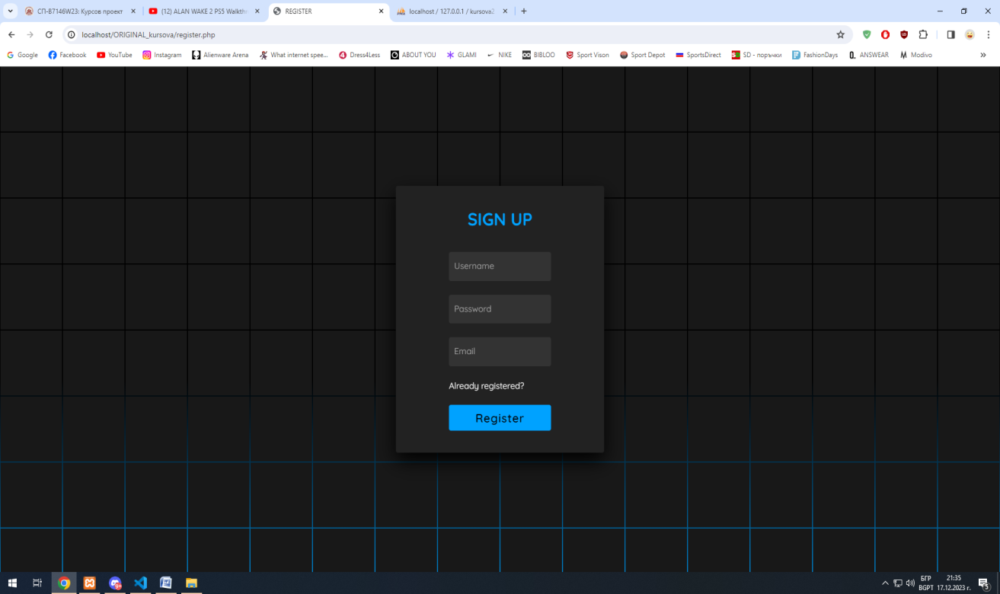 СП-В7146W23: Курсов проект
(12) ALAN WAKE 2 PS5 Walkth
REGISTER
localhost / 127.0.0.1 / kursova2
localhost/ORIGINAL_kursova/register.php
Google Facebook YouTube Instagram Alienware Arena What internet spee... Dress4Less ABOUT YOU GLAMI NIKE BIBLOO Sport Vison Sport Depot SportsDirect SD - поръчки FashionDays ANSWEAR Modivo
SIGN UP
Username
Password
Email
Already registered?
Register
БГР 21:35
BGPT 17.12.2023 г.